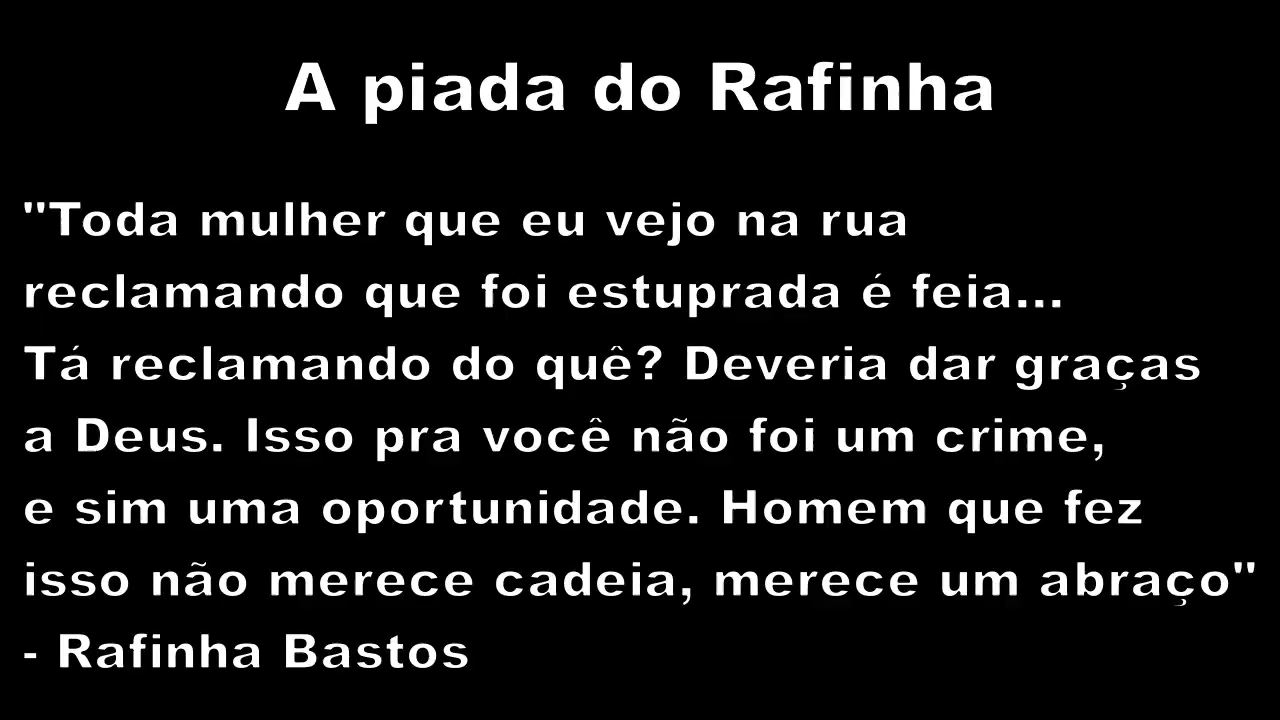 A piada do Rafinha
"Toda mulher que eu vejo na rua
reclamando que foi estuprada é feia...
Tá reclamando do quê? Deveria dar graças
a Deus. Isso pra você não foi um crime,
e sim uma oportunidade. Homem que fez
isso não merece cadeia, merece um abraço"
- Rafinha Bastos